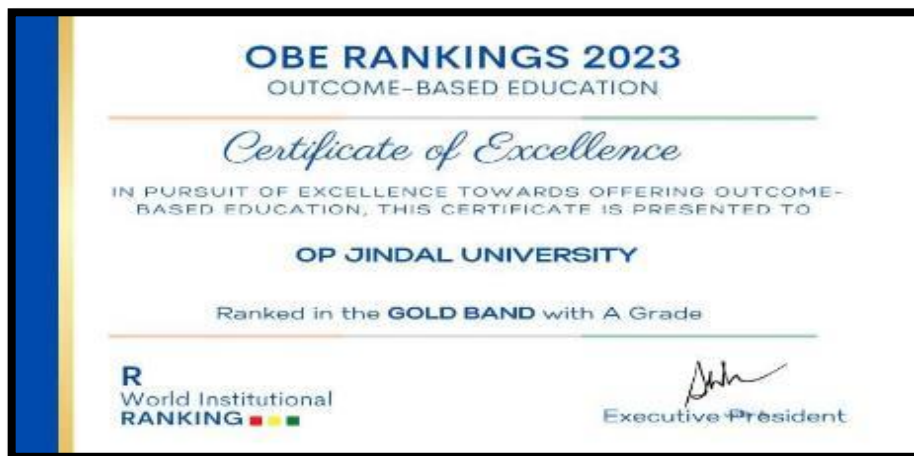 OBE RANKINGS 2023
OUTCOME-BASED EDUCATION
Certificate of Excellence
IN PURSUIT OF EXCELLENCE TOWARDS OFFERING OUTCOME-
BASED EDUCATION, THIS CERTIFICATE IS PRESENTED TO
OP JINDAL UNIVERSITY
Ranked in the GOLD BAND with A Grade
R
World Institutional
RANKING
Executive President